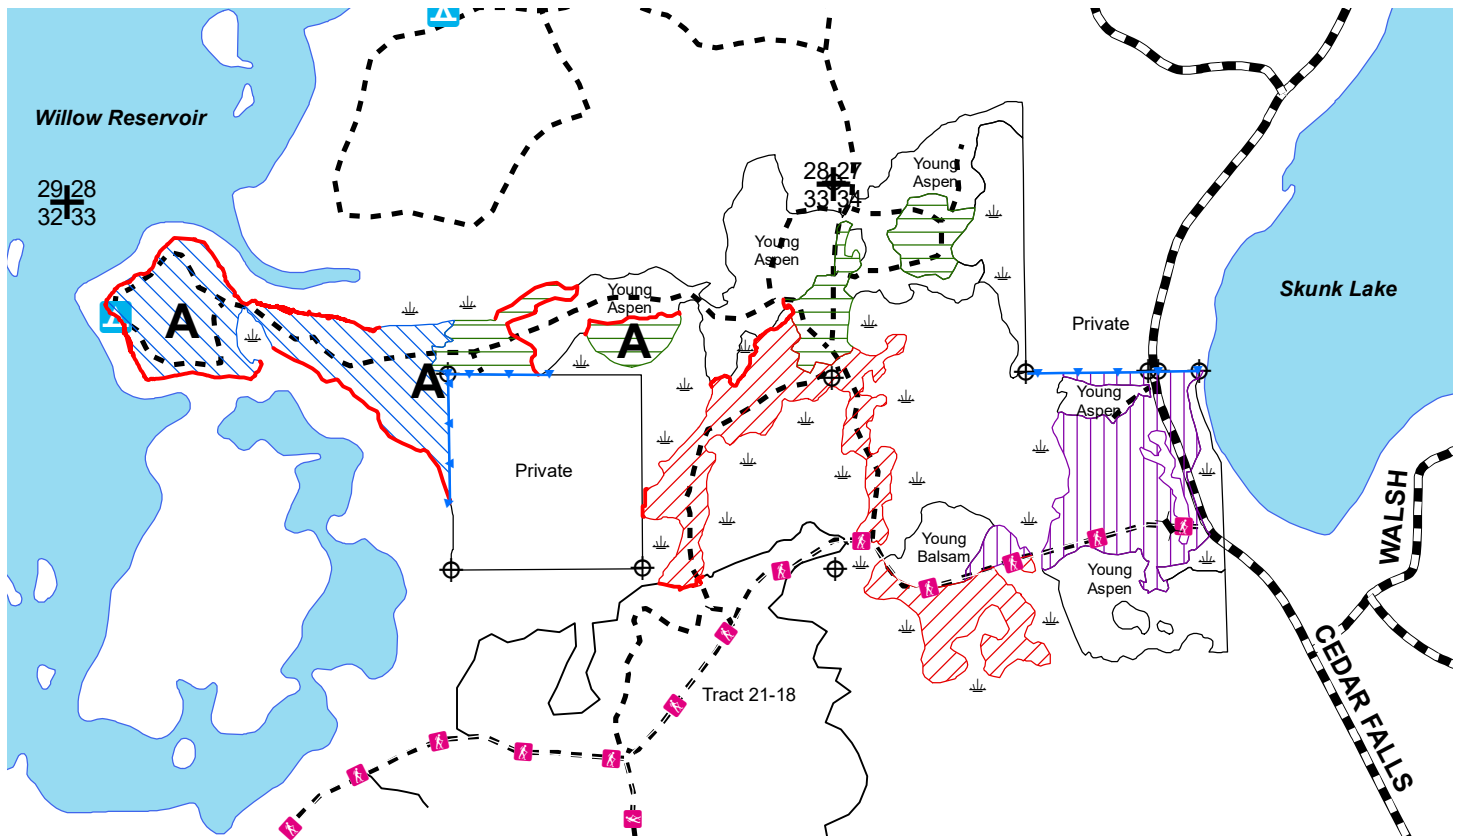 Willow Reservoir
29 28
32 33
28 27
33 34
Young
Aspen
Young
Aspen
Young
Aspen
A
A
A
Skunk Lake
Private
Young
Aspen
Private
Young
Balsam
Young
Aspen
WALSH
CEDAR FALLS
Tract 21-18